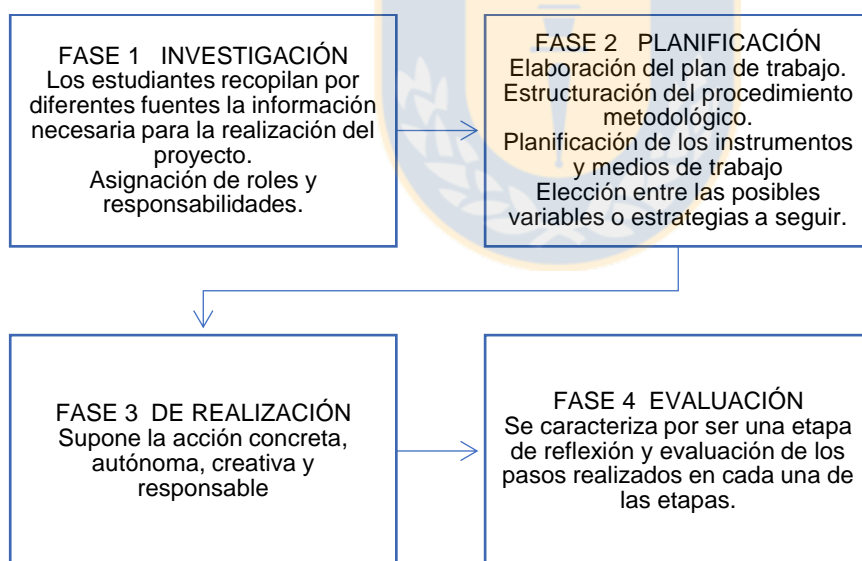 FASE 1 INVESTIGACIÓN
Los estudiantes recopilan por
diferentes fuentes la información
necesaria para la realización del
proyecto.
Asignación de roles y
responsabilidades.
FASE 2 PLANIFICACIÓN
Elaboración del plan de trabajo.
Estructuración del procedimiento
metodológico.
Planificación de los instrumentos
y medios de trabajo
Elección entre las posibles
variables o estrategias a seguir.
FASE 3 DE REALIZACIÓN
Supone la acción concreta,
autónoma, creativa y
responsable
FASE 4 EVALUACIÓN
Se caracteriza por ser una etapa
de reflexión y evaluación de los
pasos realizados en cada una de
las etapas.